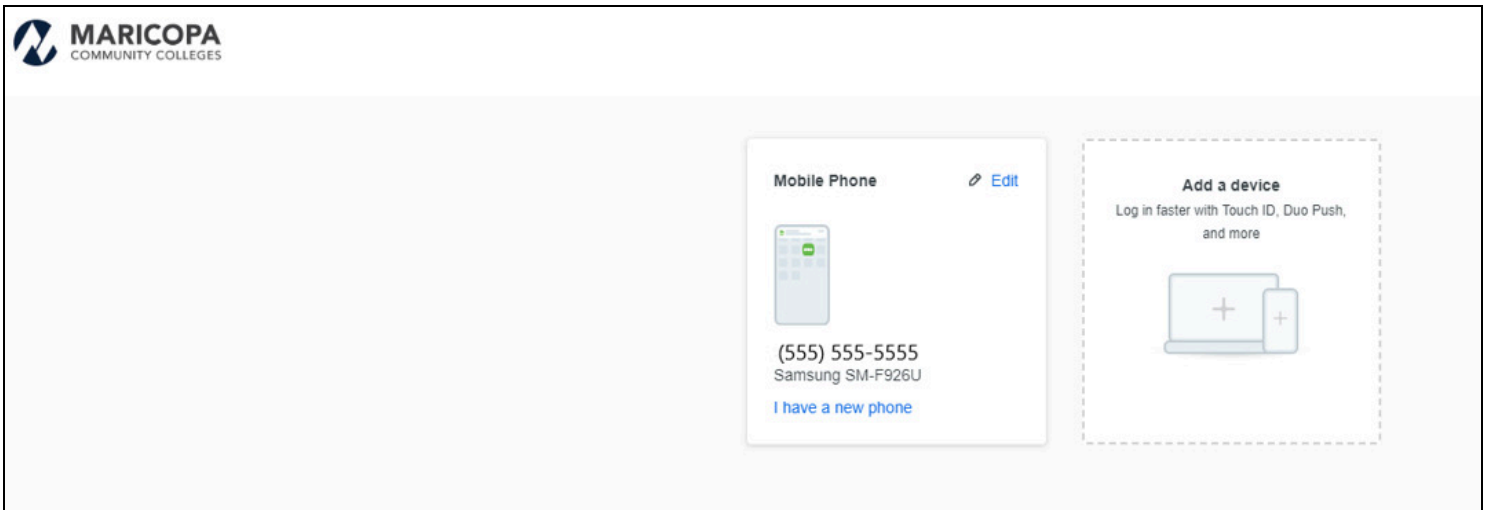 MARICOPA
COMMUNITY COLLEGES
Mobile Phone
Edit
(555) 555-5555
Samsung SM-F926U
I have a new phone
Add a device
Log in faster with Touch ID, Duo Push,
and more